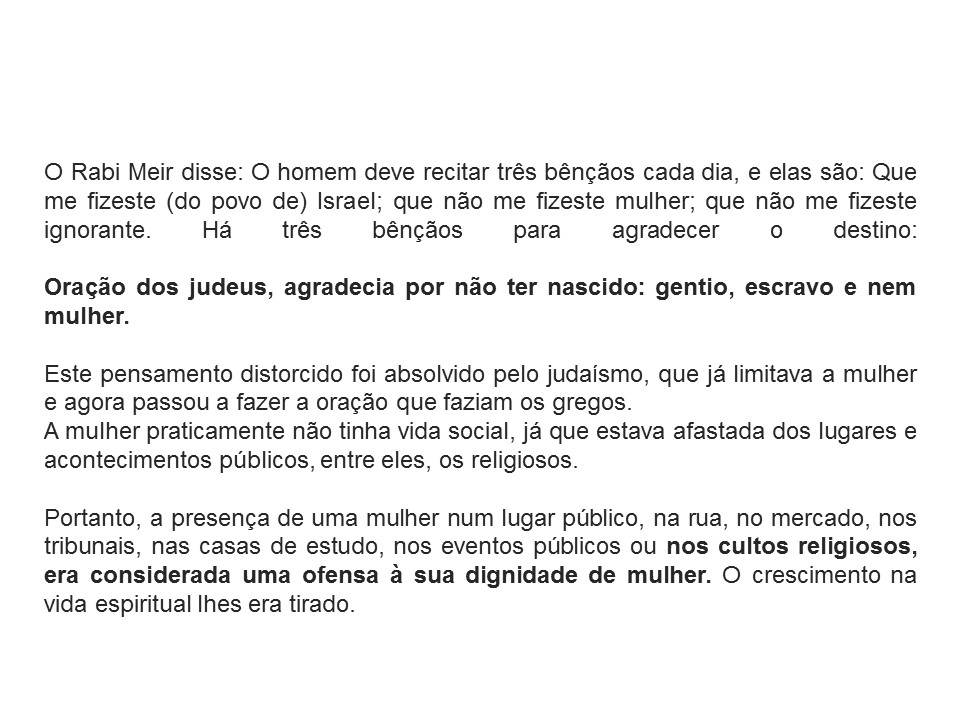 O Rabi Meir disse: O homem deve recitar três bênçãos cada dia, e elas são: Que
me fizeste (do povo de) Israel; que não me fizeste mulher; que não me fizeste
ignorante. Há três bênçãos para agradecer o destino:
Oração dos judeus, agradecia por não ter nascido: gentio, escravo e nem
mulher.
Este pensamento distorcido foi absolvido pelo judaísmo, que já limitava a mulher
e agora passou a fazer a oração que faziam os gregos.
A mulher praticamente não tinha vida social, já que estava afastada dos lugares e
acontecimentos públicos, entre eles, os religiosos.
Portanto, a presença de uma mulher num lugar público, na rua, no mercado, nos
tribunais, nas casas de estudo, nos eventos públicos ou nos cultos religiosos,
era considerada uma ofensa à sua dignidade de mulher. O crescimento na
vida espiritual lhes era tirado.